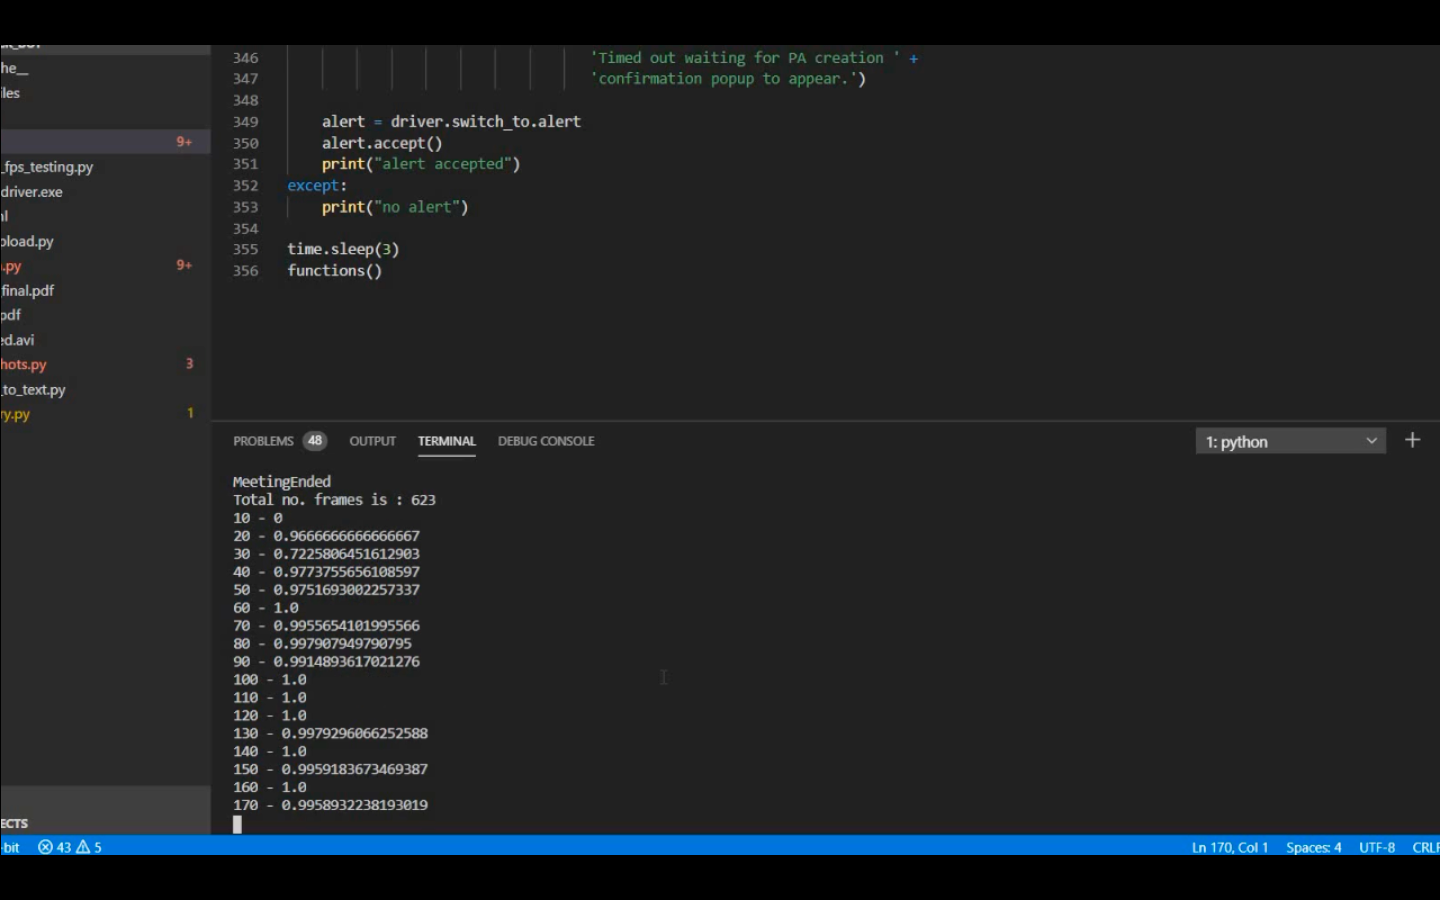 he__
les
9+
_fps_testing.py
driver.exe
nl
pload.py
.py 9+
final.pdf
pdf
ed.avi
hots.py 3
_to_text.py
ry.py 1
ECTS
346 'Timed out waiting for PA creation ' +
347 'confirmation popup to appear.')
348
349 alert = driver.switch_to.alert
350 alert.accept()
351 print("alert accepted")
352 except:
353 print("no alert")
354
355 time.sleep(3)
356 functions()
PROBLEMS 48 OUTPUT TERMINAL DEBUG CONSOLE 1: python
MeetingEnded
Total no. frames is : 623
10 - 0
20 - 0.9666666666666667
30 - 0.7225806451612903
40 - 0.9773755656108597
50 - 0.9751693002257337
60 - 1.0
70 - 0.9955654101995566
80 - 0.997907949790795
90 - 0.9914893617021276
100 - 1.0
110 - 1.0
120 - 1.0
130 - 0.9979296066252588
140 - 1.0
150 - 0.9959183673469387
160 - 1.0
170 - 0.9958932238193019
-bit 43 5 Ln 170, Col 1 Spaces: 4 UTF-8 CRLF